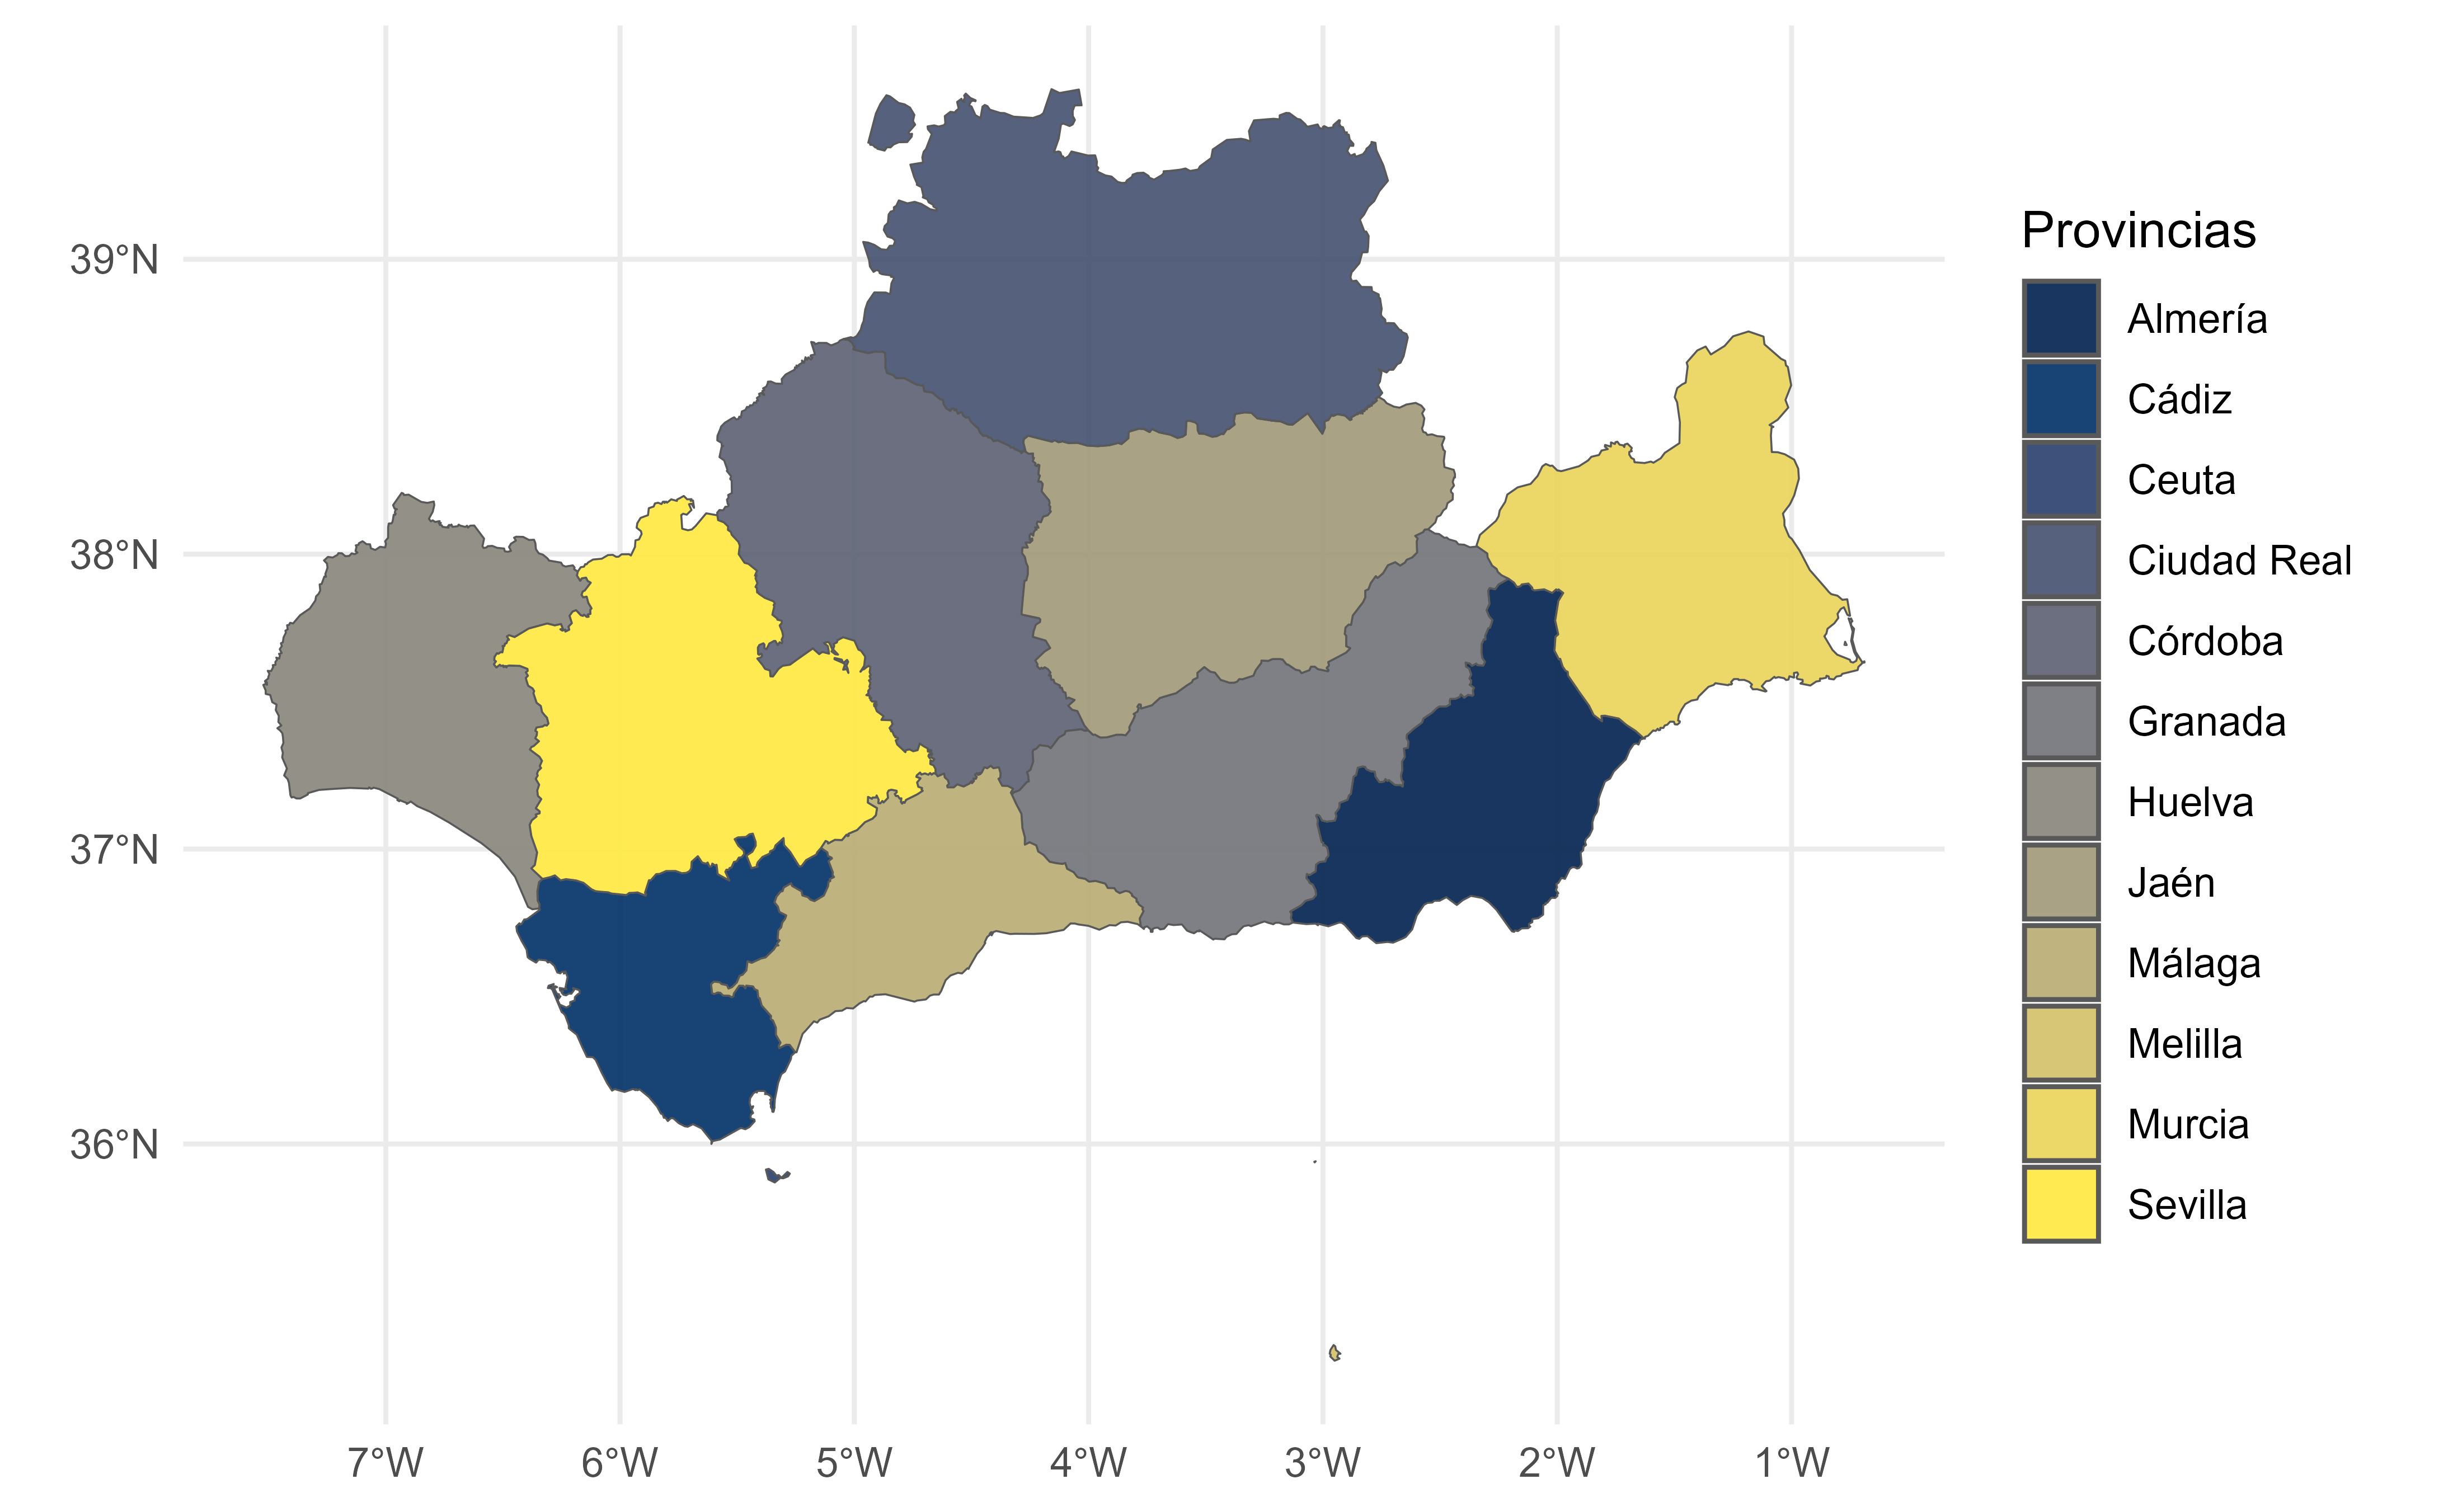 39°N
38°N
37°N
36°N
7°W
6°W
5°W
4°W
3°W
2°W
1°W
Provincias
Almería
Cádiz
Ceuta
Ciudad Real
Córdoba
Granada
Huelva
Jaén
Málaga
Melilla
Murcia
Sevilla